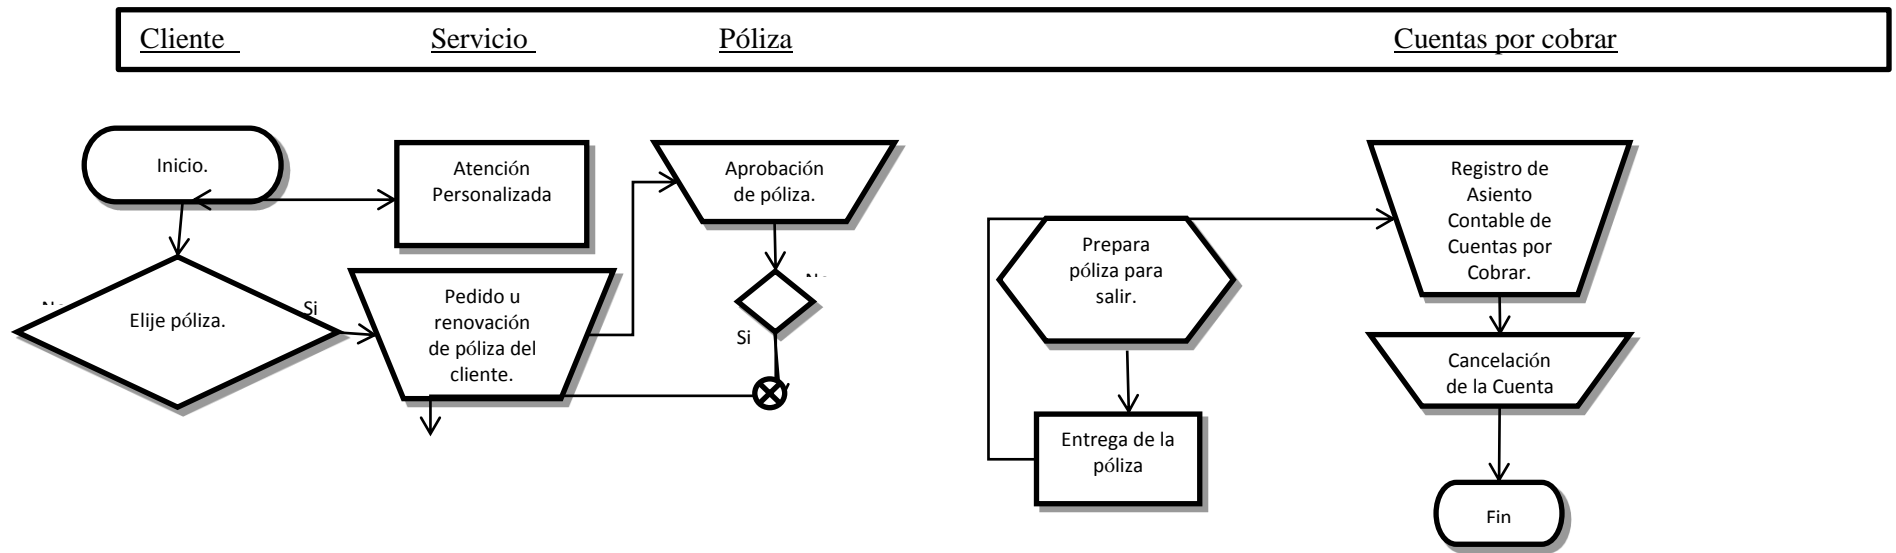 Cliente Servicio Póliza Cuentas por cobrar
Inicio.
Atención
Personalizada
Aprobación
de póliza.
Registro de
Asiento
Contable de
Cuentas por
Cobrar.
Prepara
póliza para
salir.
Elije póliza.
Si
Pedido u
renovación
de póliza del
cliente.
Si
Cancelación
de la Cuenta
Entrega de la
póliza
Fin